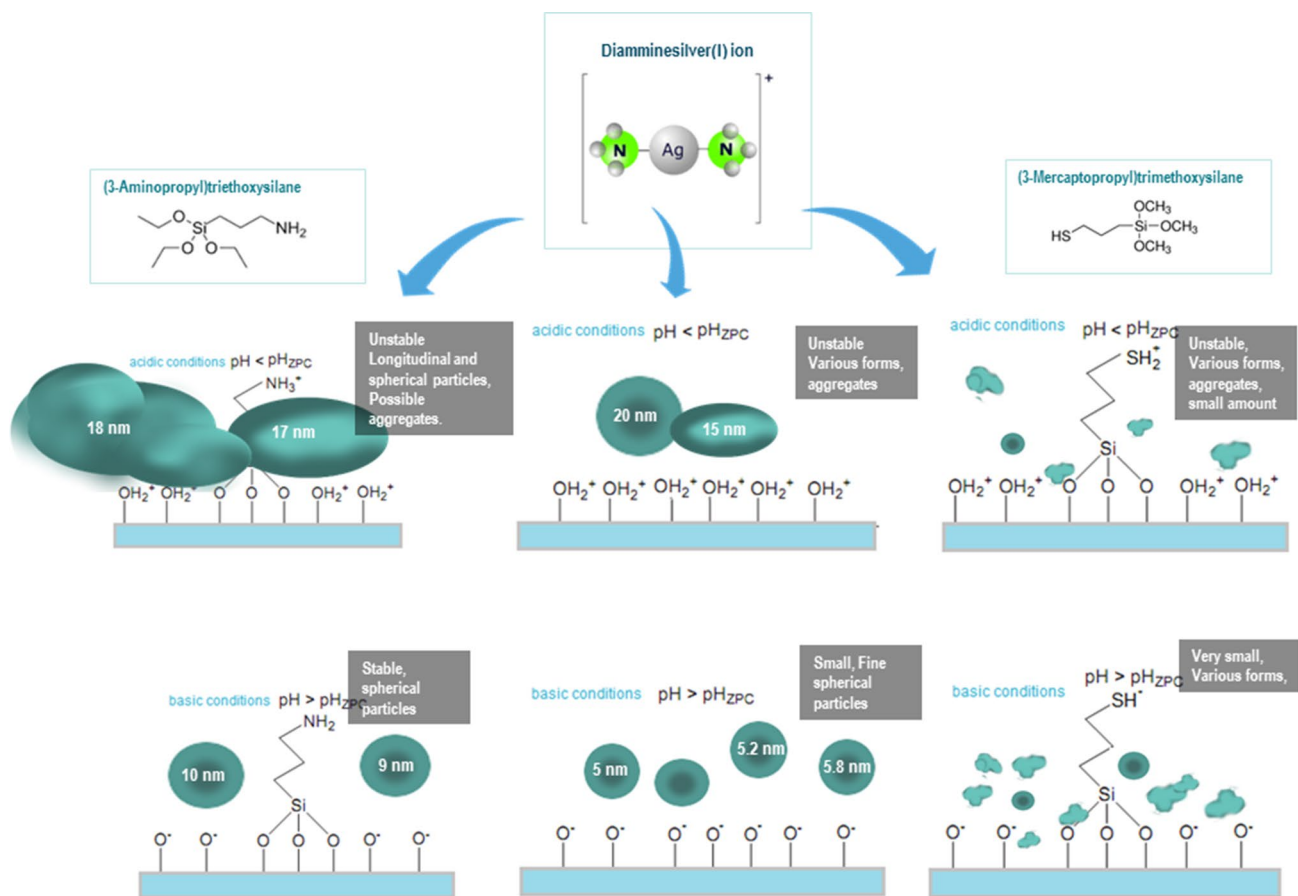 Diamminesilver(I) ion
+
N
Ag
N
(3-Aminopropyl)triethoxysilane
O
Si
NH2
O
O
(3-Mercaptopropyl)trimethoxysilane
OCH3
HS
Si
OCH3
OCH3
acidic conditions pH < pHZPC
Unstable
Longitudinal and
spherical particles,
Possible
aggregates.
NH3+
18 nm
17 nm
OH2+ OH2+ O O O OH2+ OH2+
acidic conditions pH < pHZPC
Unstable
Various forms,
aggregates
20 nm
15 nm
OH2+ OH2+ OH2+ OH2+ OH2+ OH2+
acidic conditions pH < pHZPC
Unstable,
Various forms,
aggregates,
small amount
SH2+
Si
OH2+ OH2+ O O O OH2+ OH2+
basic conditions pH > pHZPC
Stable,
spherical
particles
NH2
10 nm
9 nm
Si
O- O- O O O O- O-
basic conditions pH > pHZPC
Small, Fine
spherical
particles
5 nm
5.2 nm
5.8 nm
O- O- O- O- O- O- O-
basic conditions pH > pHZPC
Very small,
Various forms,
SH-
Si
O- O- O O O O- O-